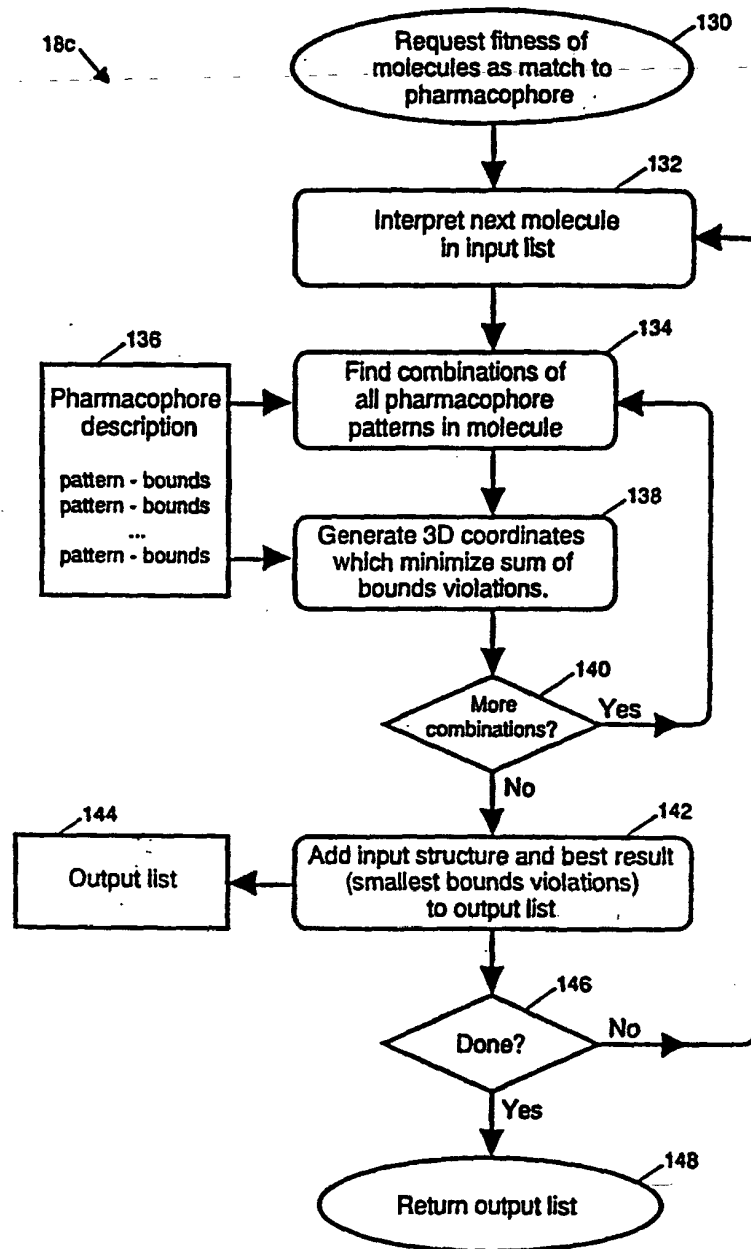 18c
130
Request fitness of
molecules as match to
pharmacophore
132
Interpret next molecule
in input list
136
134
Pharmacophore
description
pattern - bounds
pattern - bounds
...
pattern - bounds
Find combinations of
all pharmacophore
patterns in molecule
138
Generate 3D coordinates
which minimize sum of
bounds violations.
140
More
combinations?
Yes
No
144
142
Output list
Add input structure and best result
(smallest bounds violations)
to output list
146
Done?
No
Yes
148
Return output list